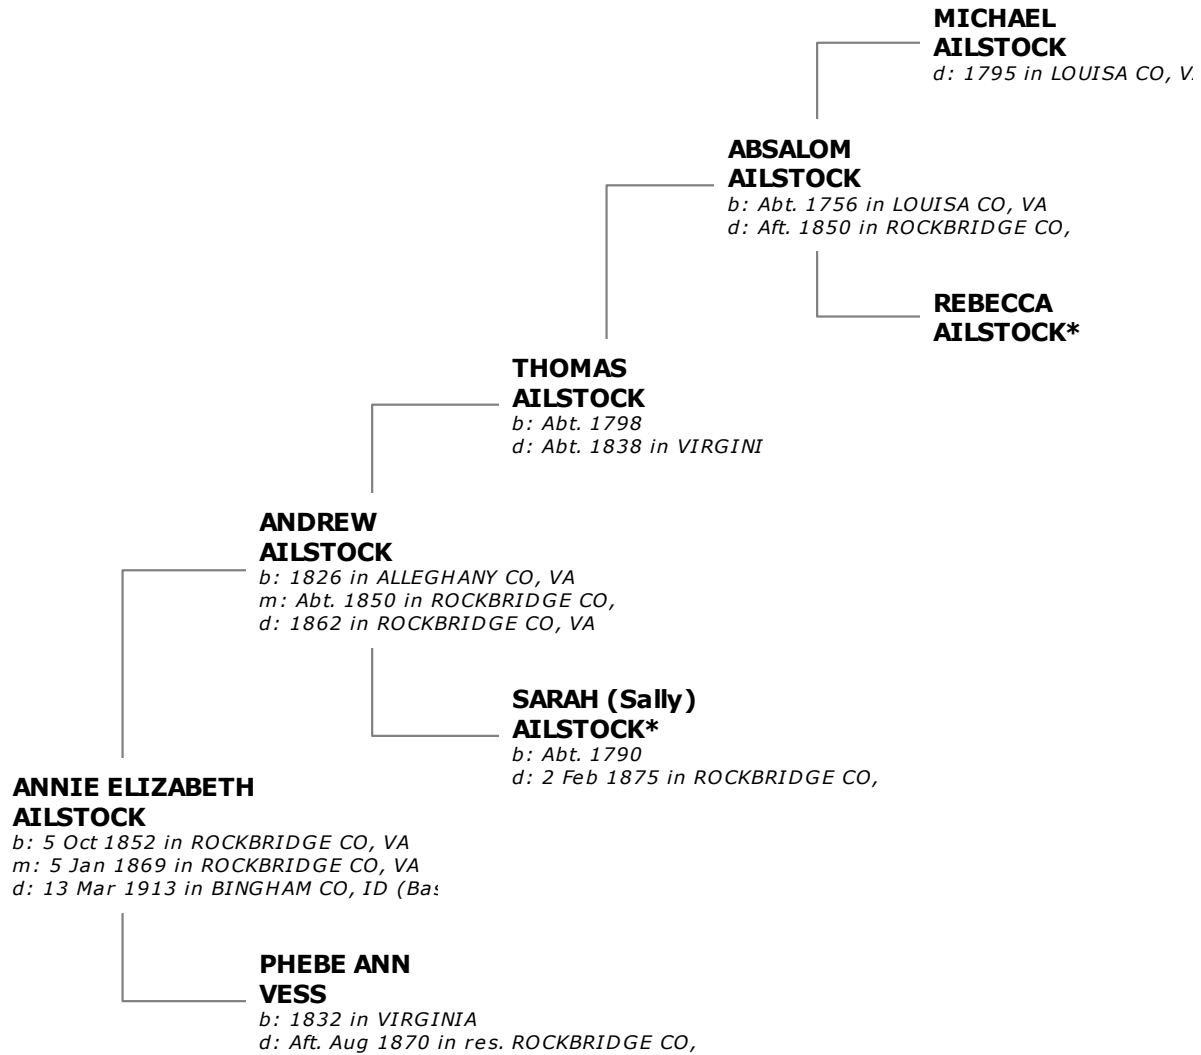 MICHAEL
AILSTOCK
d: 1795 in LOUISA CO, VA
ABSALOM
AILSTOCK
b: Abt. 1756 in LOUISA CO, VA
d: Aft. 1850 in ROCKBRIDGE CO,
REBECCA
AILSTOCK*
THOMAS
AILSTOCK
b: Abt. 1798
d: Abt. 1838 in VIRGINI
ANDREW
AILSTOCK
b: 1826 in ALLEGHANY CO, VA
m: Abt. 1850 in ROCKBRIDGE CO,
d: 1862 in ROCKBRIDGE CO, VA
SARAH (Sally)
AILSTOCK*
b: Abt. 1790
d: 2 Feb 1875 in ROCKBRIDGE CO,
ANNIE ELIZABETH
AILSTOCK
b: 5 Oct 1852 in ROCKBRIDGE CO, VA
m: 5 Jan 1869 in ROCKBRIDGE CO, VA
d: 13 Mar 1913 in BINGHAM CO, ID (Bas
PHEBE ANN
VESS
b: 1832 in VIRGINIA
d: Aft. Aug 1870 in res. ROCKBRIDGE CO,